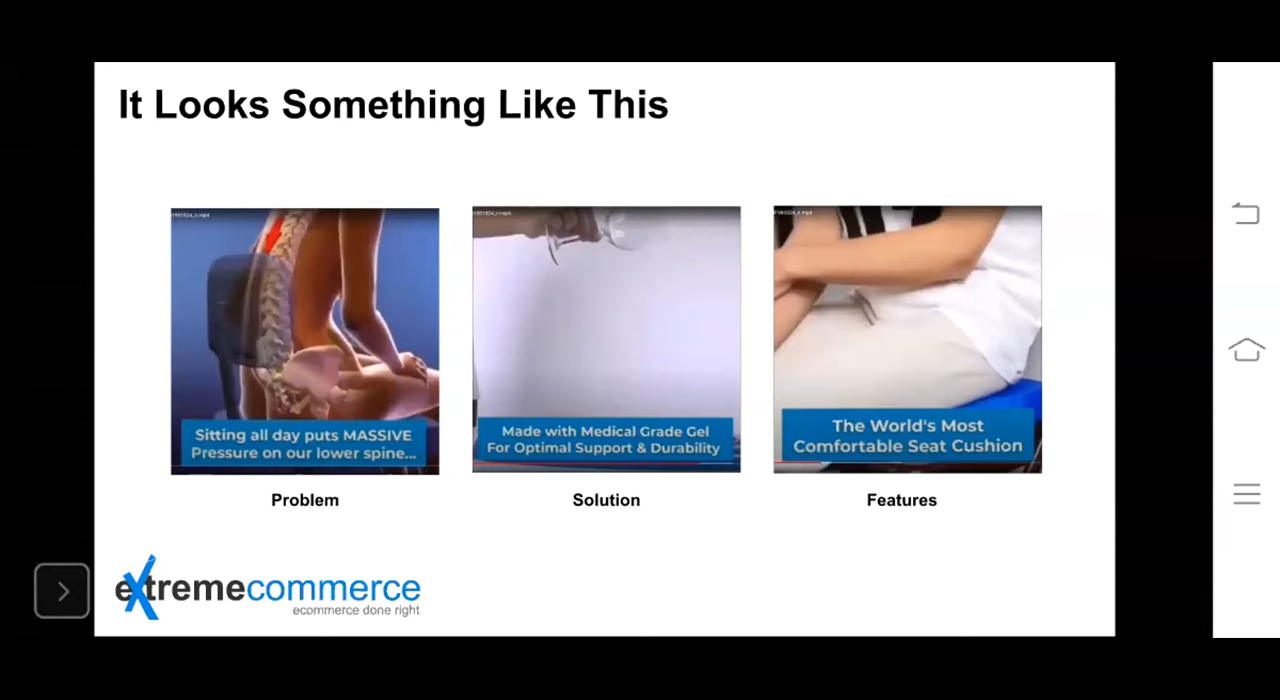 It Looks Something Like This
Sitting all day puts MASSIVE
Pressure on our lower spine...
Made with Medical Grade Gel
For Optimal Support & Durability
The World's Most
Comfortable Seat Cushion
Problem
Solution
Features
extremecommerce
ecommerce done right